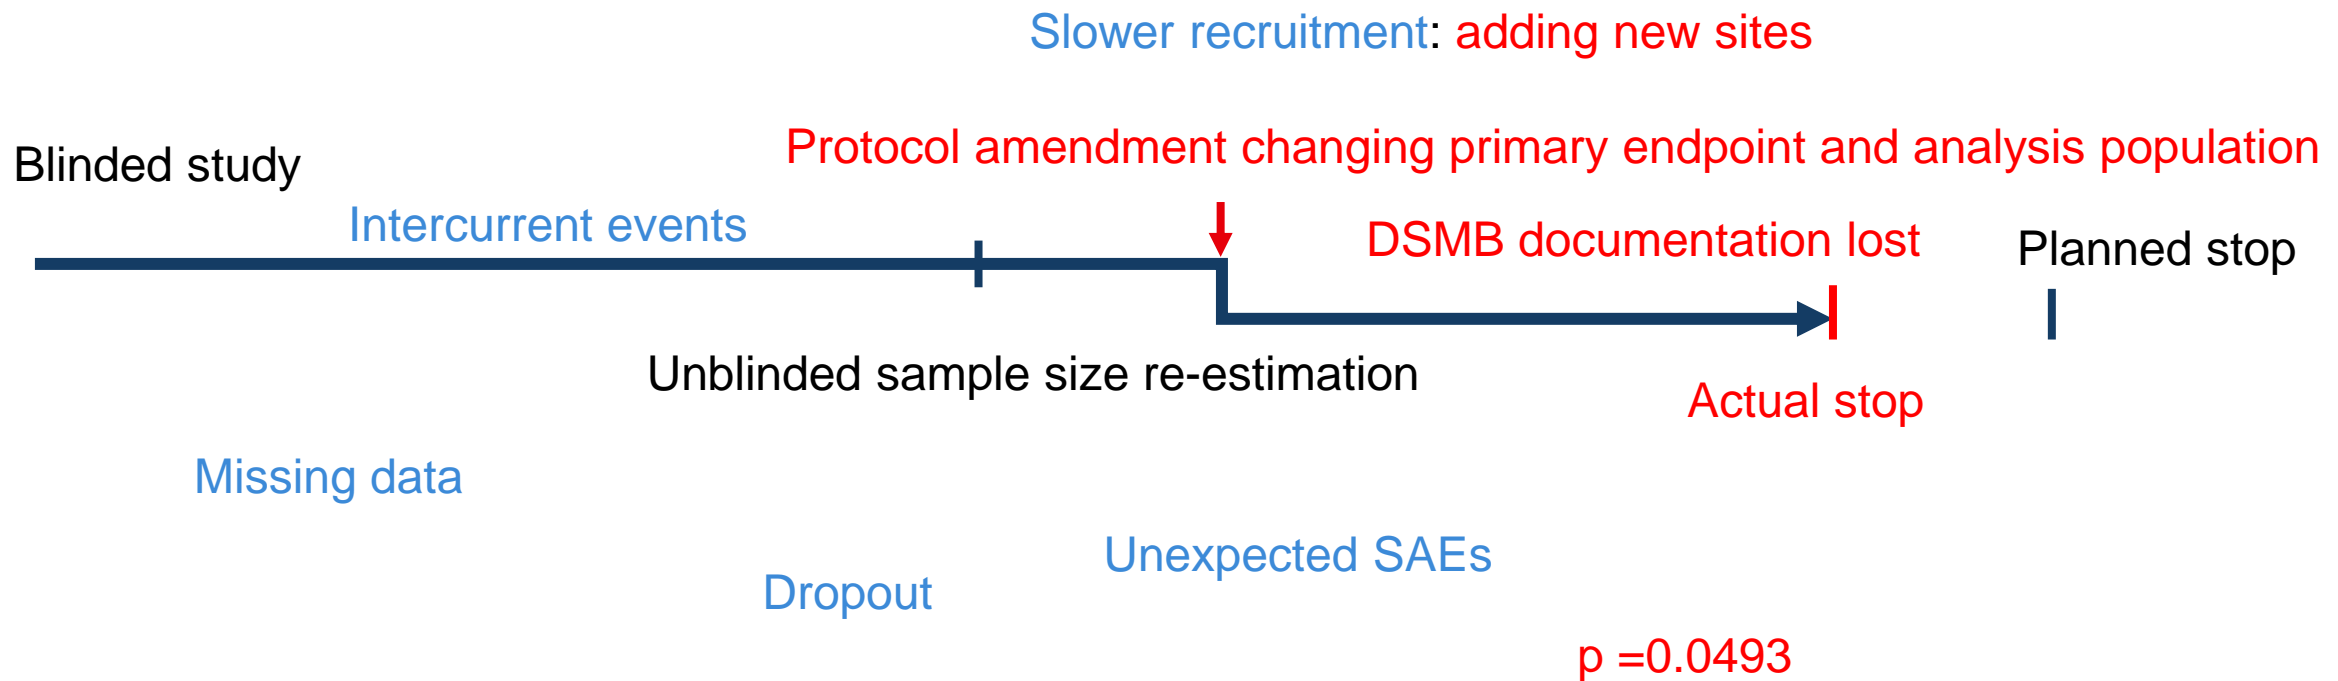 Slower recruitment: adding new sites
Protocol amendment changing primary endpoint and analysis population
Blinded study
Intercurrent events
DSMB documentation lost
Planned stop
Unblinded sample size re-estimation
Actual stop
Missing data
Unexpected SAEs
Dropout
p =0.0493